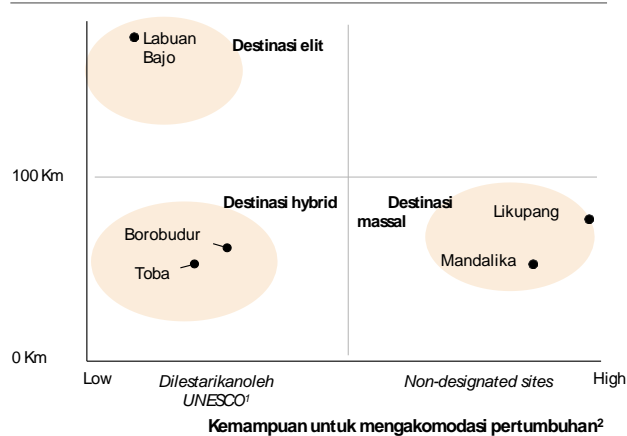 Labuan
Bajo
Destinasi elit
100 Km
Destinasi hybrid
Destinasi
massal
Likupang
Borobudur
Mandalika
Toba
0 Km
Low
Dilestarikanoleh
UNESCO¹
Non-designated sites
High
Kemampuan untuk mengakomodasi pertumbuhan²